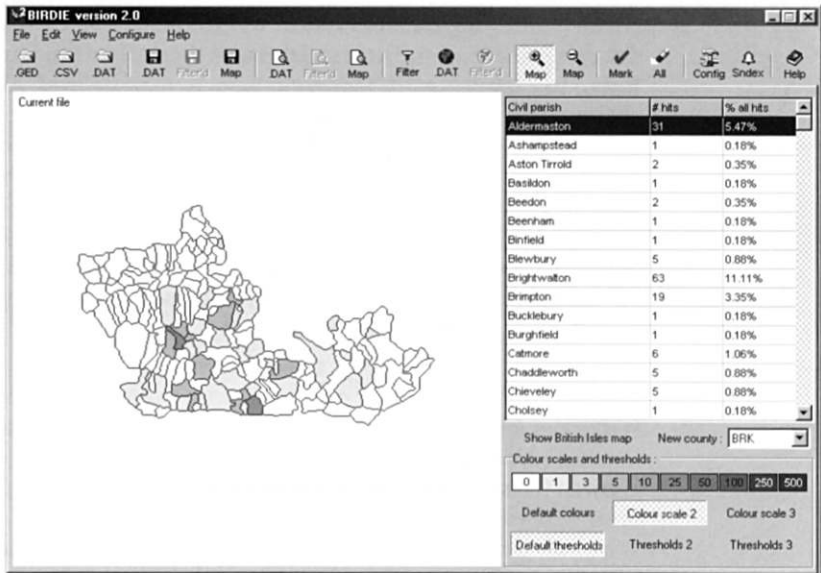 BIRDIE version 2.0
File Edit View Configure Help
.GED .CSV .DAT .DAT Filter'd Map .DAT Filter'd Map Filter .DAT Filter'd Map Map Mark All Config Sndex Help
Current file
Civil parish # hits % all hits
Aldermaston 31 5.47%
Ashampstead 1 0.18%
Aston Tirrold 2 0.35%
Basildon 1 0.18%
Beedon 2 0.35%
Beenham 1 0.18%
Binfield 1 0.18%
Blewbury 5 0.88%
Brightwalton 63 11.11%
Brimpton 19 3.35%
Bucklebury 1 0.18%
Burghfield 1 0.18%
Catmore 6 1.06%
Chaddleworth 5 0.88%
Chieveley 5 0.88%
Cholsey 1 0.18%
Show British Isles map New county : BRK
Colour scales and thresholds :
0 1 3 5 10 25 50 100 250 500
Default colours Colour scale 2 Colour scale 3
Default thresholds Thresholds 2 Thresholds 3